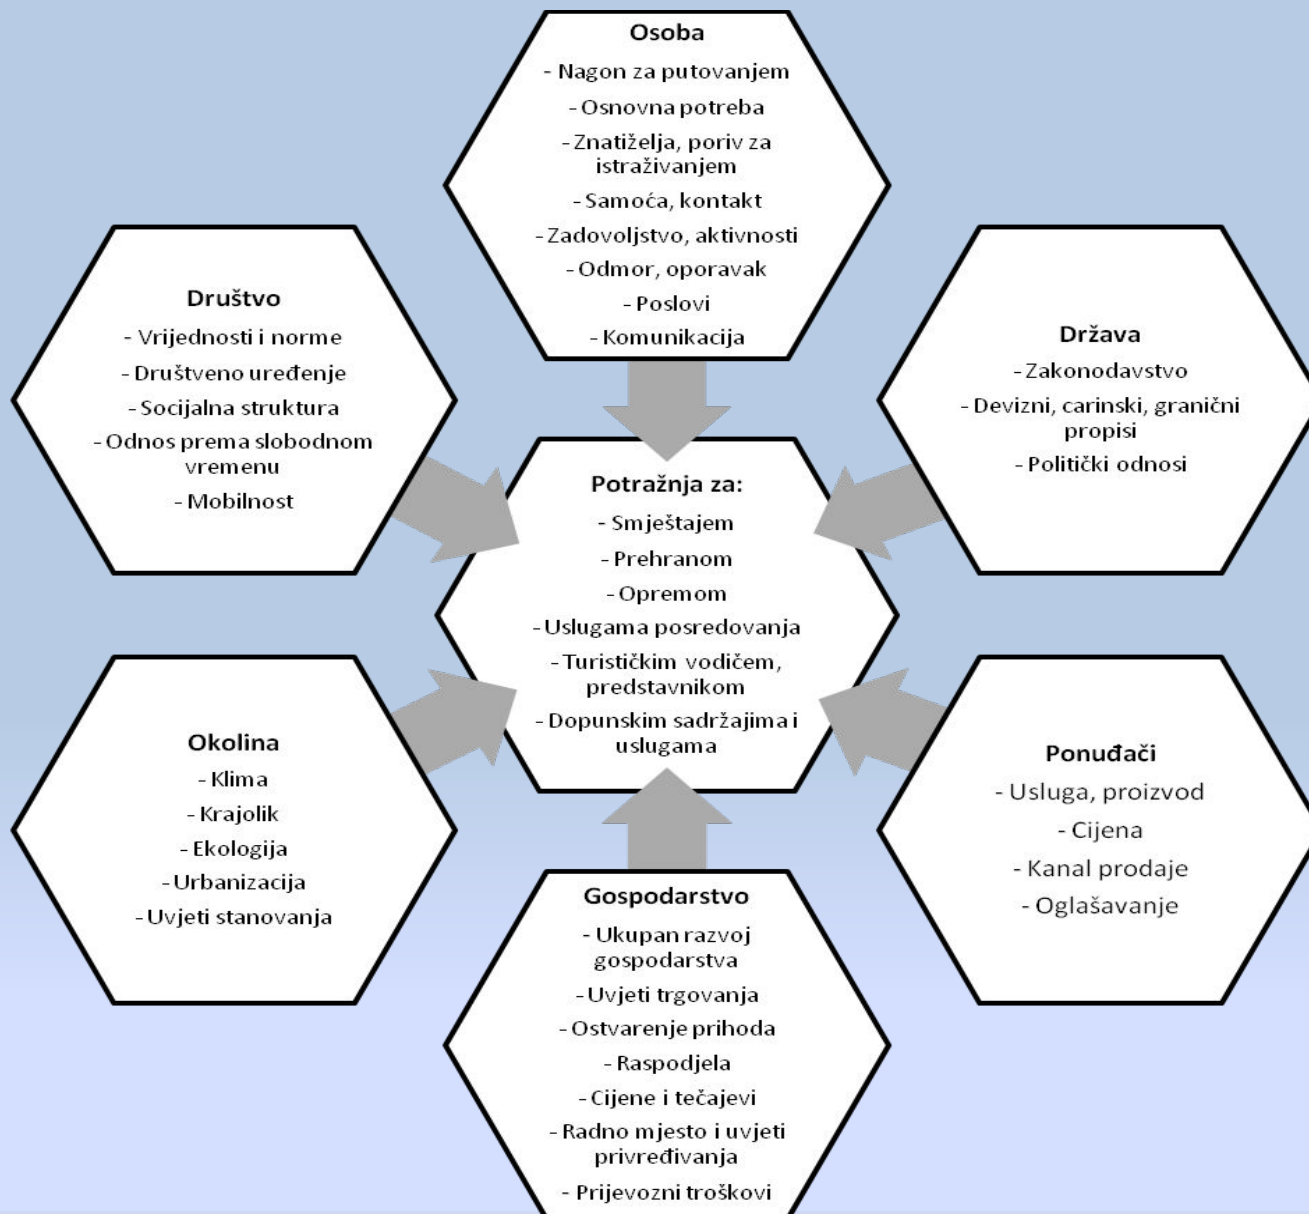 Osoba
- Nagon za putovanjem
- Osnovna potreba
- Znatiželja, poriv za
istraživanjem
- Samoća, kontakt
- Zadovoljstvo, aktivnosti
- Odmor, oporavak
- Poslovi
- Komunikacija
Društvo
- Vrijednosti i norme
- Društveno uređenje
- Socijalna struktura
- Odnos prema slobodnom
vremenu
- Mobilnost
Država
- Zakonodavstvo
- Devizni, carinski, granični
propisi
- Politički odnosi
Potražnja za:
- Smještajem
- Prehranom
- Opremom
- Uslugama posredovanja
- Turističkim vodičem,
predstavnikom
- Dopunskim sadržajima i
uslugama
Okolina
- Klima
- Krajolik
- Ekologija
- Urbanizacija
- Uvjeti stanovanja
Ponuđači
- Usluga, proizvod
- Cijena
- Kanal prodaje
- Oglašavanje
Gospodarstvo
- Ukupan razvoj
gospodarstva
- Uvjeti trgovanja
- Ostvarenje prihoda
- Raspodjela
- Cijene i tečajevi
- Radno mjesto i uvjeti
privređivanja
- Prijevozni troškovi